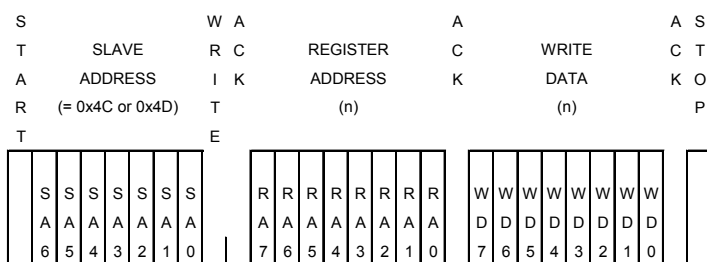 S W A A A S
T SLAVE R C REGISTER C WRITE C T
A ADDRESS I K ADDRESS K DATA K O
R (= 0x4C or 0x4D) T (n) (n) P
T E
S S S S S S S R R R R R R R R W W W W W W W W
A A A A A A A A A A A A A A A D D D D D D D D
6 5 4 3 2 1 0 7 6 5 4 3 2 1 0 7 6 5 4 3 2 1 0